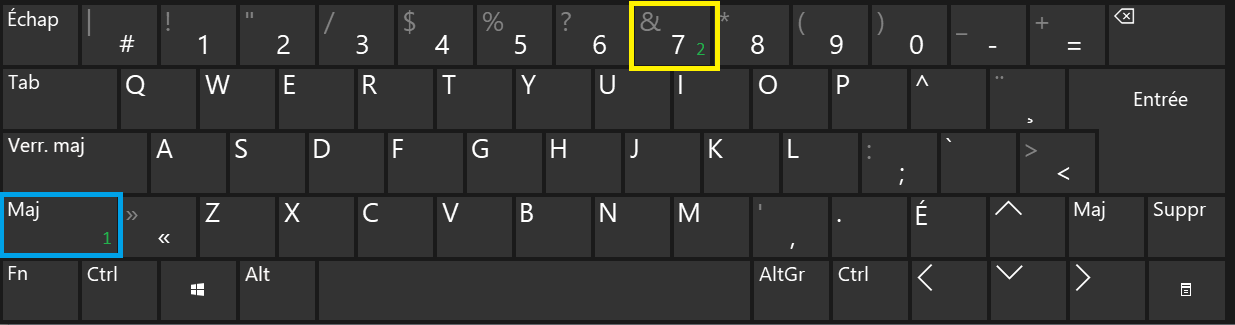 Échap | # ! 1 " 2 / 3 $ 4 % 5 ? 6 & 7 2 * 8 ( 9 ) 0 _ - + =
Tab Q W E R T Y U I O P ^ ¨ ¸ Entrée
Verr. maj A S D F G H J K L : ; ` > <
Maj 1 » « Z X C V B N M ' , . É Maj Suppr
Fn Ctrl Alt AltGr Ctrl